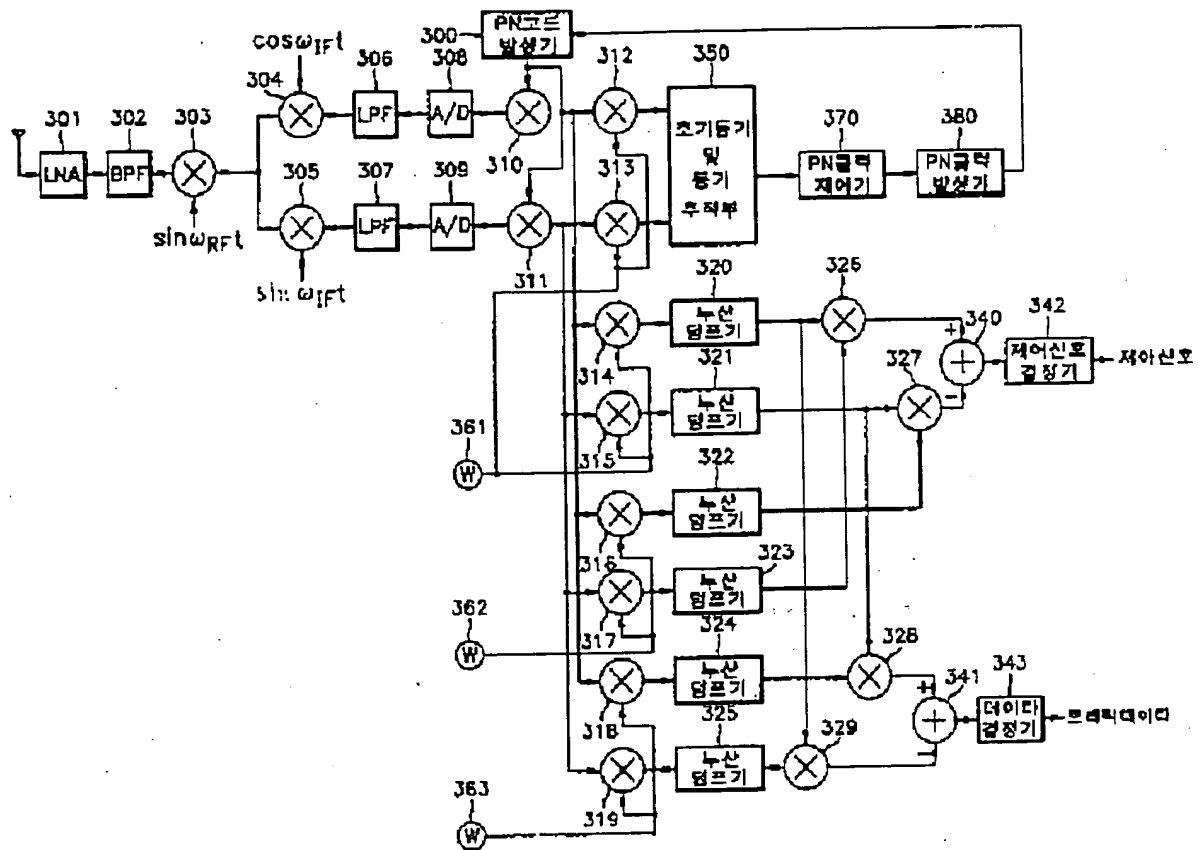 300
PN코드
발생기
cosωIFt
304
306
308
312
350
301
302
303
LPF
A/D
LNA
BPF
310
초기동기
및
동기
추적부
370
380
PN클럭
제어기
PN클럭
발생기
305
307
309
313
LPF
A/D
sinωRFt
311
sin ωIFt
320
326
누산
덤프기
340
342
+
제어신호
결정기
제어신호
314
321
327
누산
덤프기
-
361
315
322
W
누산
덤프기
316
323
누산
덤프기
362
317
324
328
W
누산
덤프기
341
343
+
데이타
결정기
트래픽데이타
318
325
누산
덤프기
329
-
363
319
W